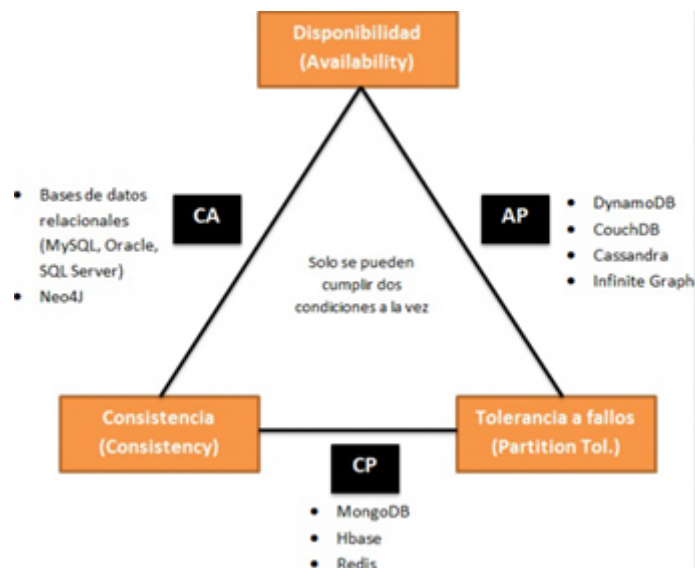 Disponibilidad
(Availability)
• Bases de datos
relacionales
(MySQL, Oracle,
SQL Server)
• Neo4J
CA
AP
• DynamoDB
• CouchDB
• Cassandra
• Infinite Graph
Solo se pueden
cumplir dos
condiciones a la vez
Consistencia
(Consistency)
Tolerancia a fallos
(Partition Tol.)
CP
• MongoDB
• Hbase
• Redis